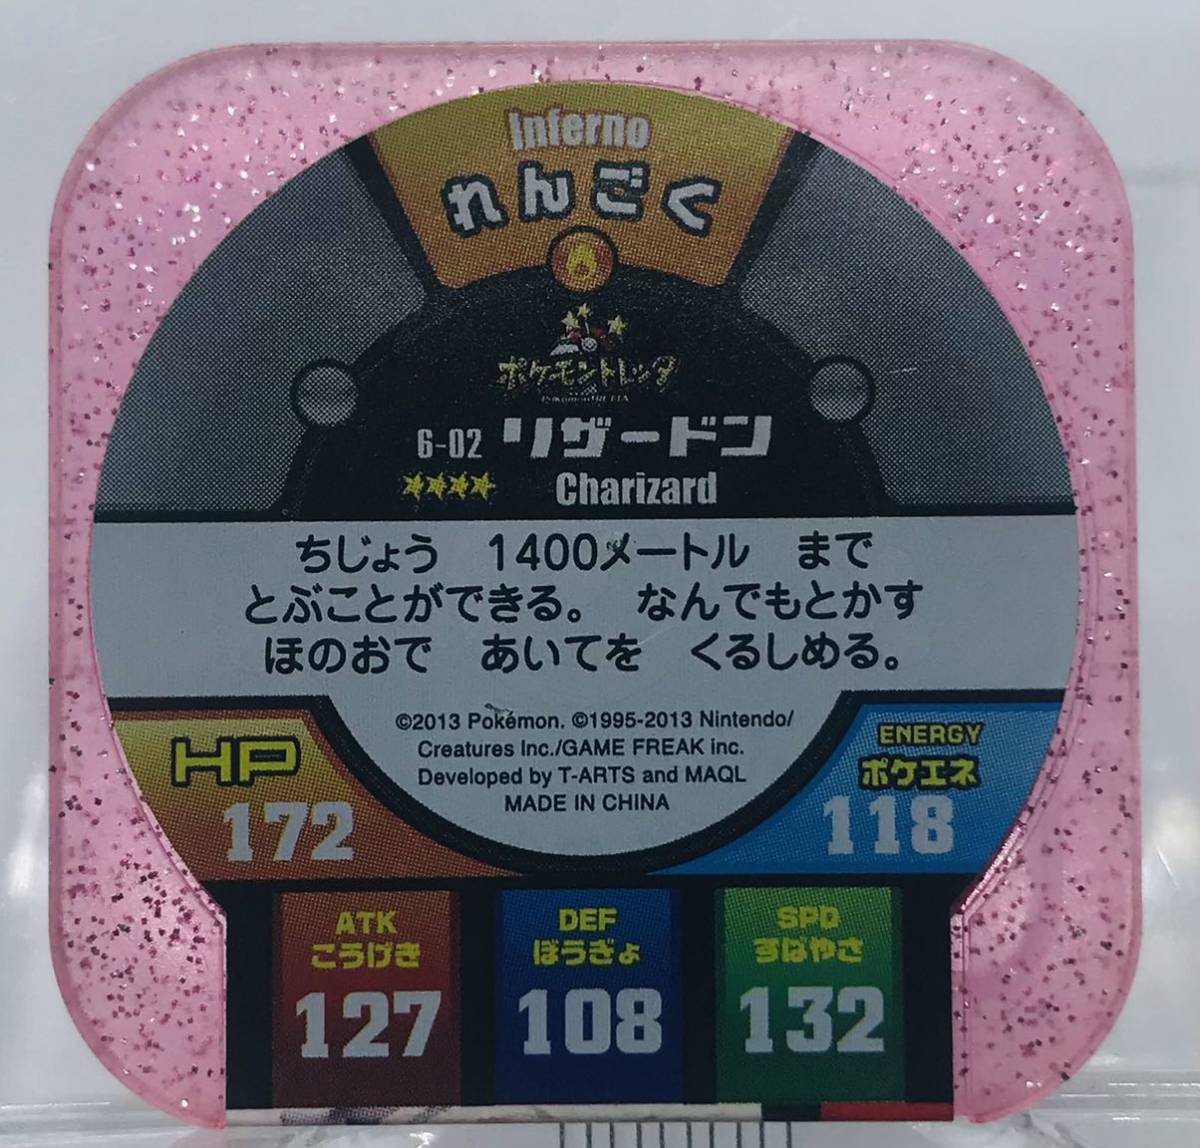 Inferno
れんごく
ポケモントレッタ
6-02 リザードン
★★★★ Charizard
ちじょう 1400メートル まで
とぶことができる。 なんでもとかす
ほのおで あいてを くるしめる。
©2013 Pokémon. ©1995-2013 Nintendo/
Creatures Inc./GAME FREAK inc.
Developed by T-ARTS and MAQL
MADE IN CHINA
HP
172
ENERGY
ポケエネ
118
ATK
こうげき
127
DEF
ぼうぎょ
108
SPD
すばやさ
132